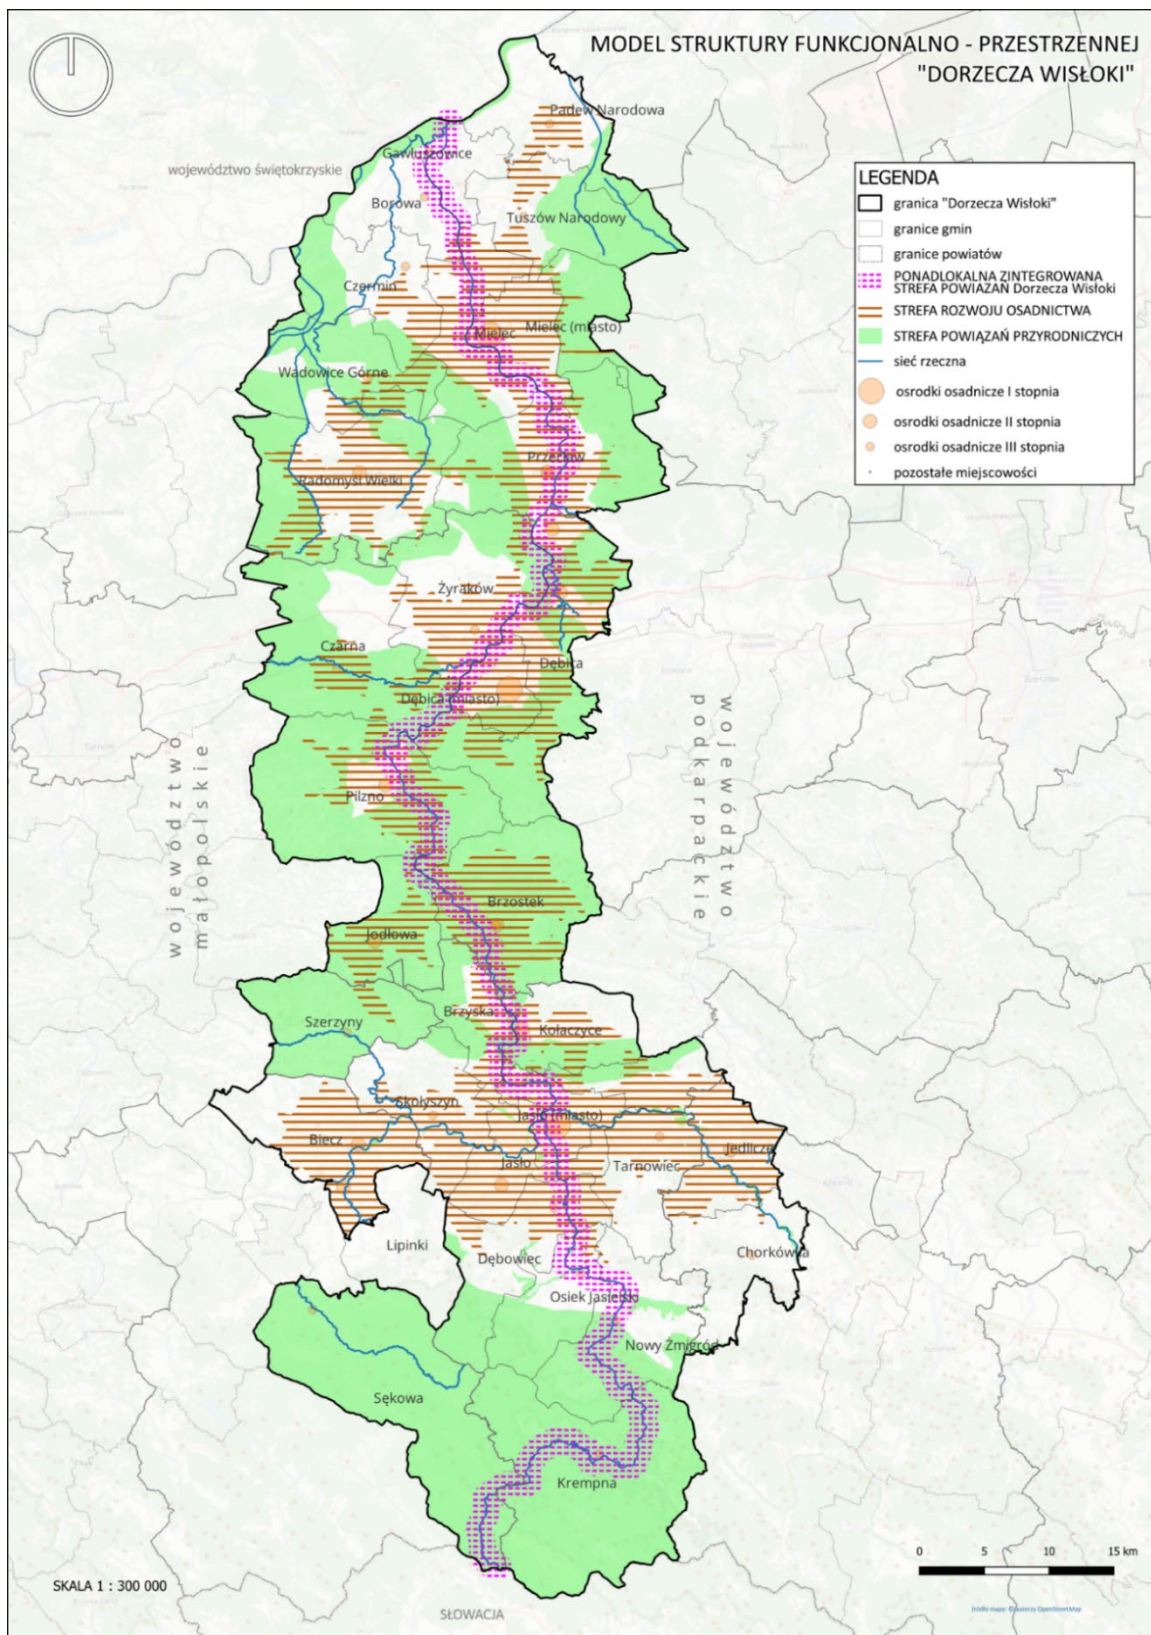 MODEL STRUKTURY FUNKCJONALNO - PRZESTRZENNEJ
"DORZECZA WISŁOKI"
województwo świętokrzyskie
Padew Narodowa
Gawłuszowice
Borowa
Tuszów Narodowy
Czermin
Mielec
Mielec (miasto)
Wadowice Górne
Przecław
Radomyśl Wielki
Żyraków
Czarna
Dębica
Dębica (miasto)
Pilzno
województwo
małopolskie
województwo
podkarpackie
Brzostek
Jodłowa
Brzyska
Szerzyny
Kołaczyce
Skołyszyn
Jasło (miasto)
Biecz
Jasło
Tarnowiec
Jedlicze
Lipinki
Dębowiec
Chorkówka
Osiek Jasielski
Nowy Żmigród
Sękowa
Krempna
SŁOWACJA
LEGENDA
granica "Dorzecza Wisłoki"
granice gmin
granice powiatów
PONADLOKALNA ZINTEGROWANA
STREFA POWIĄZAŃ Dorzecza Wisłoki
STREFA ROZWOJU OSADNICTWA
STREFA POWIĄZAŃ PRZYRODNICZYCH
sieć rzeczna
osrodki osadnicze I stopnia
osrodki osadnicze II stopnia
osrodki osadnicze III stopnia
pozostałe miejscowości
0 5 10 15 km
SKALA 1 : 300 000
źródło mapy: © autorzy OpenStreetMap